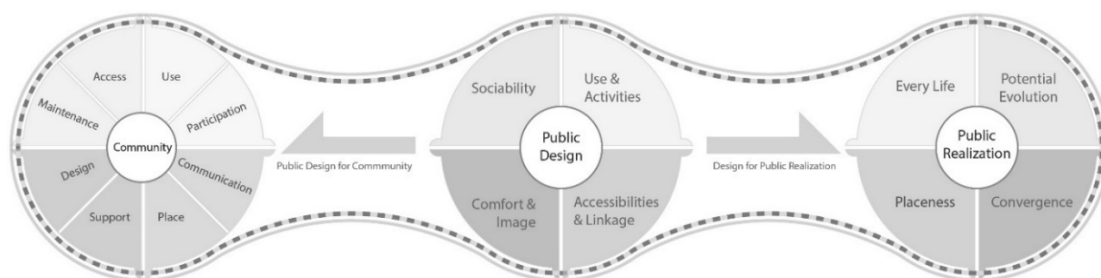 Access
Use
Maintenance
Participation
Community
Design
Communication
Support
Place
Public Design for Commmunity
Sociability
Use &
Activities
Public
Design
Comfort &
Image
Accessibilities
& Linkage
Design for Public Realization
Every Life
Potential
Evolution
Public
Realization
Placeness
Convergence